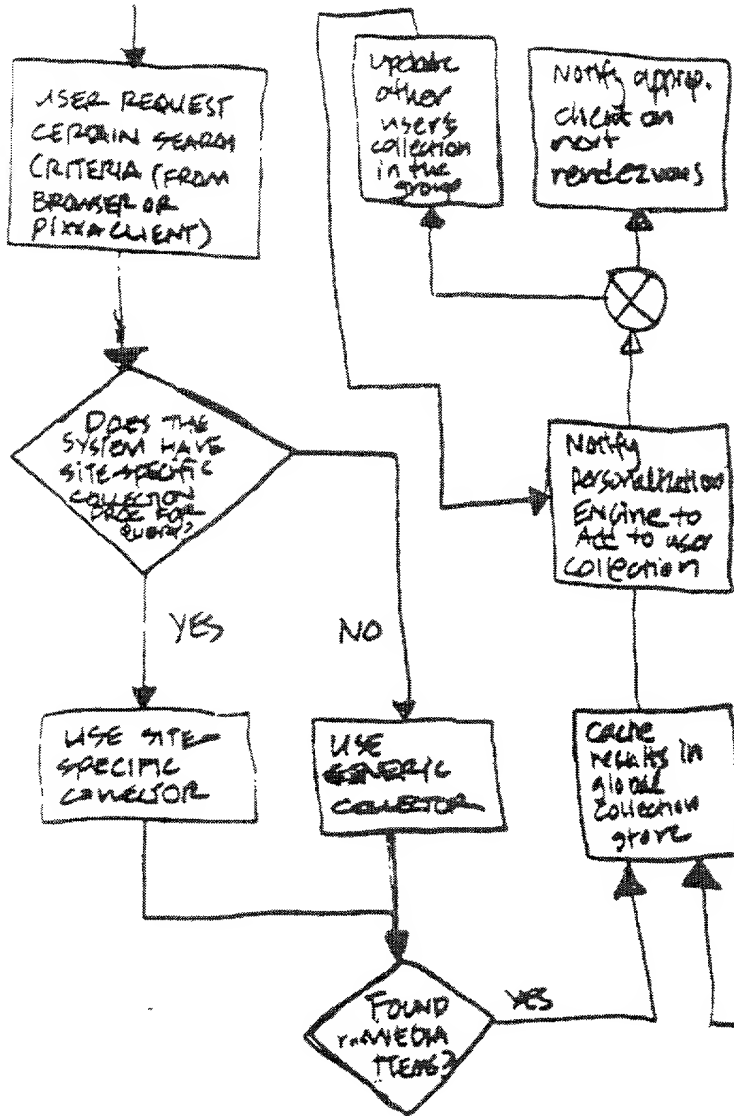 USER REQUEST
CERTAIN SEARCH
CRITERIA (FROM
BROWSER OR
PIXXA CLIENT)
DOES THE
SYSTEM HAVE
SITE-SPECIFIC
COLLECTION
PROC FOR
QUERY?
YES
NO
USE SITE-
SPECIFIC
COLLECTOR
USE
GENERIC
COLLECTOR
FOUND
MEDIA
ITEMS?
YES
Cache
results in
global
collection
store
Notify
personalization
ENGine to
Add to user
collection
update
other
users
collection
in the
group
Notify approp.
client on
next
rendezvous